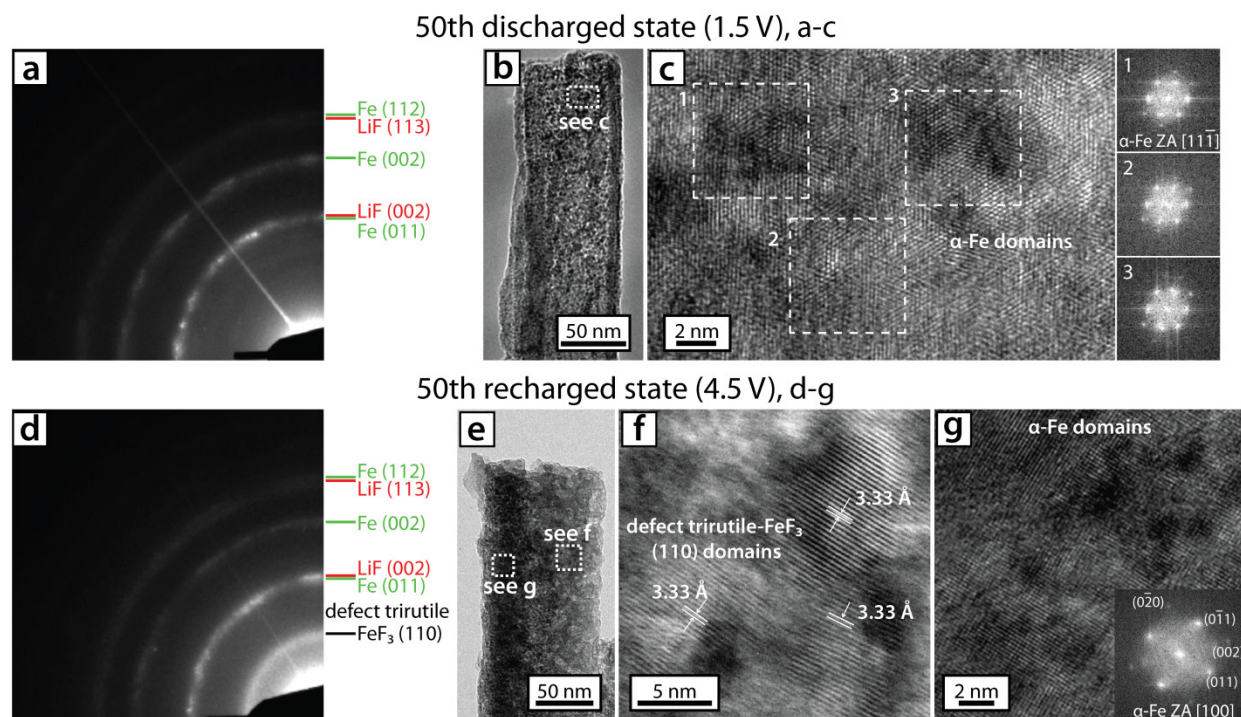 50th discharged state (1.5 V), a-c
a
Fe (112)
LiF (113)
Fe (002)
LiF (002)
Fe (011)
b
see c
50 nm
c
1
3
2
α-Fe domains
2 nm
1
α-Fe ZA [111̄]
2
3
50th recharged state (4.5 V), d-g
d
Fe (112)
LiF (113)
Fe (002)
LiF (002)
Fe (011)
defect trirutile
FeF₃ (110)
e
see f
see g
50 nm
f
3.33 Å
defect trirutile-FeF₃
(110) domains
3.33 Å
3.33 Å
5 nm
g
α-Fe domains
2 nm
(02̄0)
(01̄1)
(002̄)
(011)
α-Fe ZA [100]